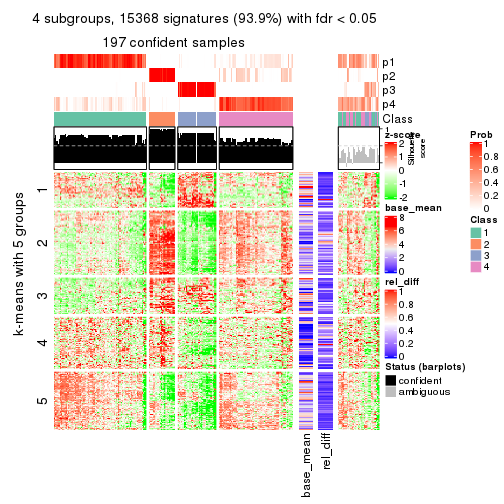 4 subgroups, 15368 signatures (93.9%) with fdr < 0.05
197 confident samples
p1
p2
p3
p4
Class
1
Silhouette
score
k-means with 5 groups
1
2
3
4
5
base_mean
rel_diff
z-score
2
1
0
-1
-2
base_mean
8
6
4
2
0
rel_diff
1
0.8
0.6
0.4
0.2
0
Status (barplots)
confident
ambiguous
Prob
1
0.8
0.6
0.4
0.2
0
Class
1
2
3
4